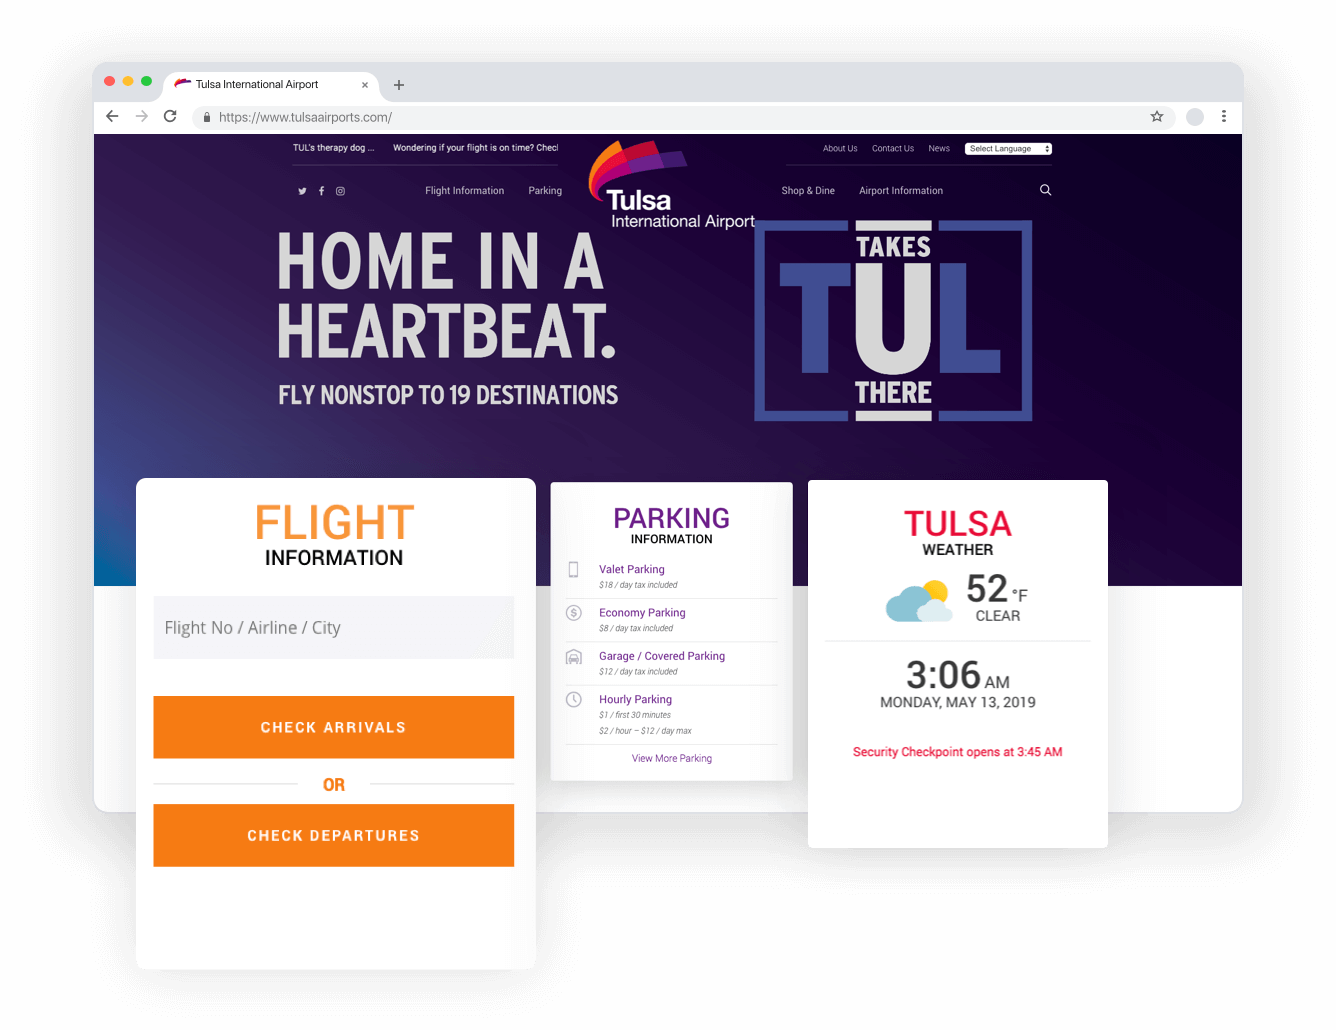 Tulsa International Airport
https://www.tulsaairports.com/
TUL's therapy dog ... Wondering if your flight is on time? Checl
About Us Contact Us News Select Language
Flight Information Parking
Tulsa
International Airport
Shop & Dine Airport Information
HOME IN A
HEARTBEAT.
FLY NONSTOP TO 19 DESTINATIONS
TAKES
TUL
THERE
FLIGHT
INFORMATION
Flight No / Airline / City
CHECK ARRIVALS
OR
CHECK DEPARTURES
PARKING
INFORMATION
Valet Parking
$18 / day tax included
Economy Parking
$8 / day tax included
Garage / Covered Parking
$12 / day tax included
Hourly Parking
$1 / first 30 minutes
$2 / hour – $12 / day max
View More Parking
TULSA
WEATHER
52 °F
CLEAR
3:06 AM
MONDAY, MAY 13, 2019
Security Checkpoint opens at 3:45 AM